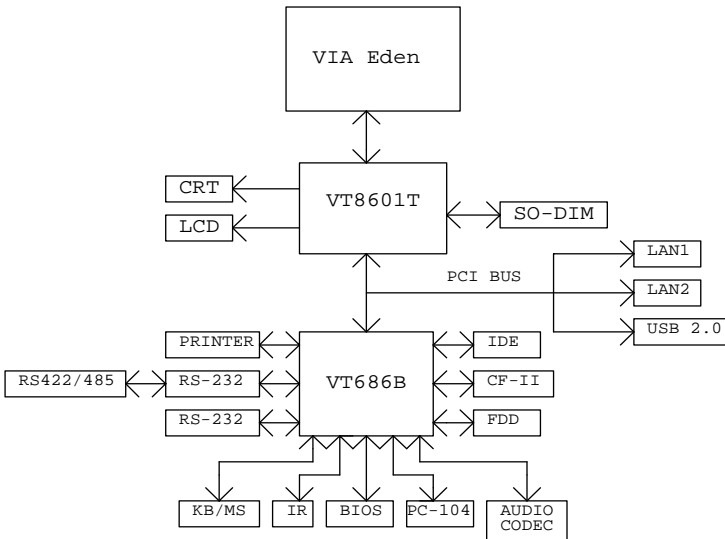 VIA Eden
CRT
VT8601T
LCD
SO-DIM
LAN1
PCI BUS
LAN2
USB 2.0
PRINTER
IDE
RS422/485
RS-232
VT686B
CF-II
RS-232
FDD
KB/MS
IR
BIOS
PC-104
AUDIO
CODEC